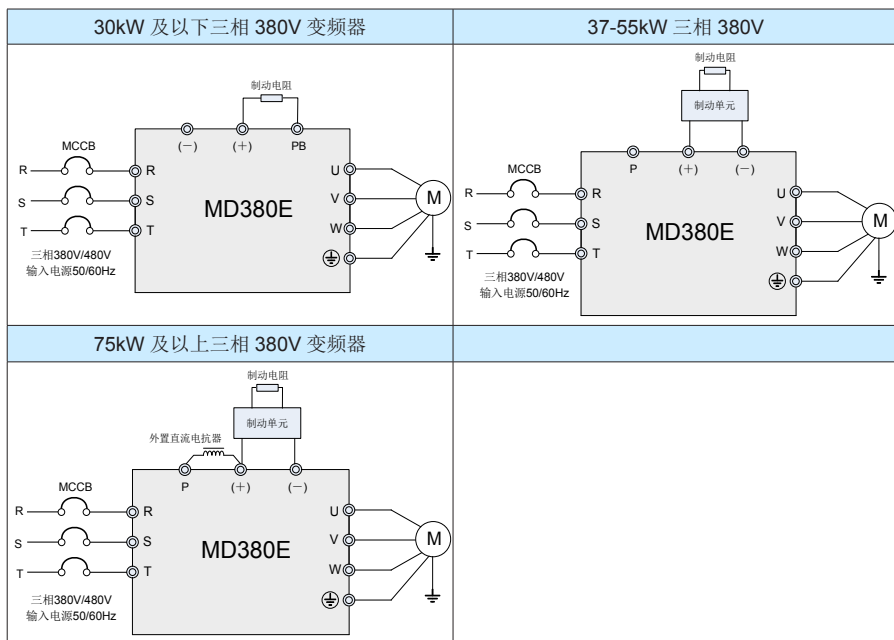 30kW 及以下三相 380V 变频器
制动电阻
(－) (+) PB
MCCB
R R
S S
T T
MD380E
U
V
W
M
三相380V/480V
输入电源50/60Hz
37-55kW 三相 380V
制动电阻
制动单元
P (+) (－)
MCCB
R R
S S
T T
MD380E
U
V
W
M
三相380V/480V
输入电源50/60Hz
75kW 及以上三相 380V 变频器
制动电阻
制动单元
外置直流电抗器
P (+) (－)
MCCB
R R
S S
T T
MD380E
U
V
W
M
三相380V/480V
输入电源50/60Hz